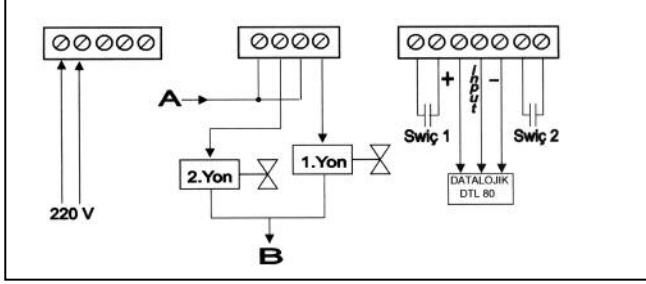 220 V
A
2.Yon
1.Yon
B
+ Input −
Swiç 1
Swiç 2
DATALOJIK
DTL 80